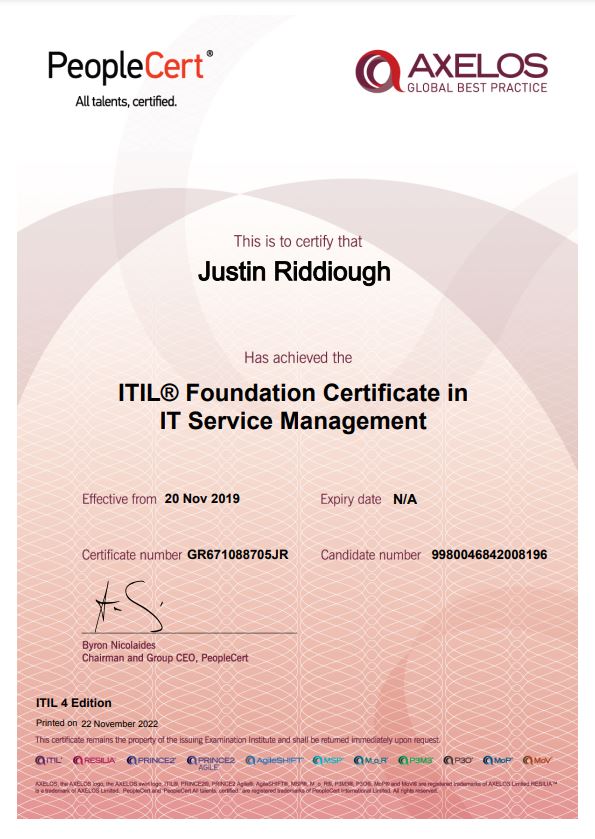 PeopleCert®
All talents, certified.
AXELOS
GLOBAL BEST PRACTICE
This is to certify that
Justin Riddiough
Has achieved the
ITIL® Foundation Certificate in
IT Service Management
Effective from 20 Nov 2019
Expiry date N/A
Certificate number GR671088705JR
Candidate number 9980046842008196
Byron Nicolaides
Chairman and Group CEO, PeopleCert
ITIL 4 Edition
Printed on 22 November 2022
This certificate remains the property of the issuing Examination Institute and shall be returned immediately upon request.
ITIL® RESILIA™ PRINCE2® PRINCE2 AGILE® AgileSHIFT® MSP® M_o_R® P3M3® P3O® MoP® MoV®
AXELOS, the AXELOS logo, the AXELOS swirl logo, ITIL®, PRINCE2®, PRINCE2 Agile®, AgileSHIFT®, MSP®, M_o_R®, P3M3®, P3O®, MoP® and MoV® are registered trademarks of AXELOS Limited. RESILIA™
is a trademark of AXELOS Limited. PeopleCert and "PeopleCert All talents, certified." are registered trademarks of PeopleCert International Limited. All rights reserved.